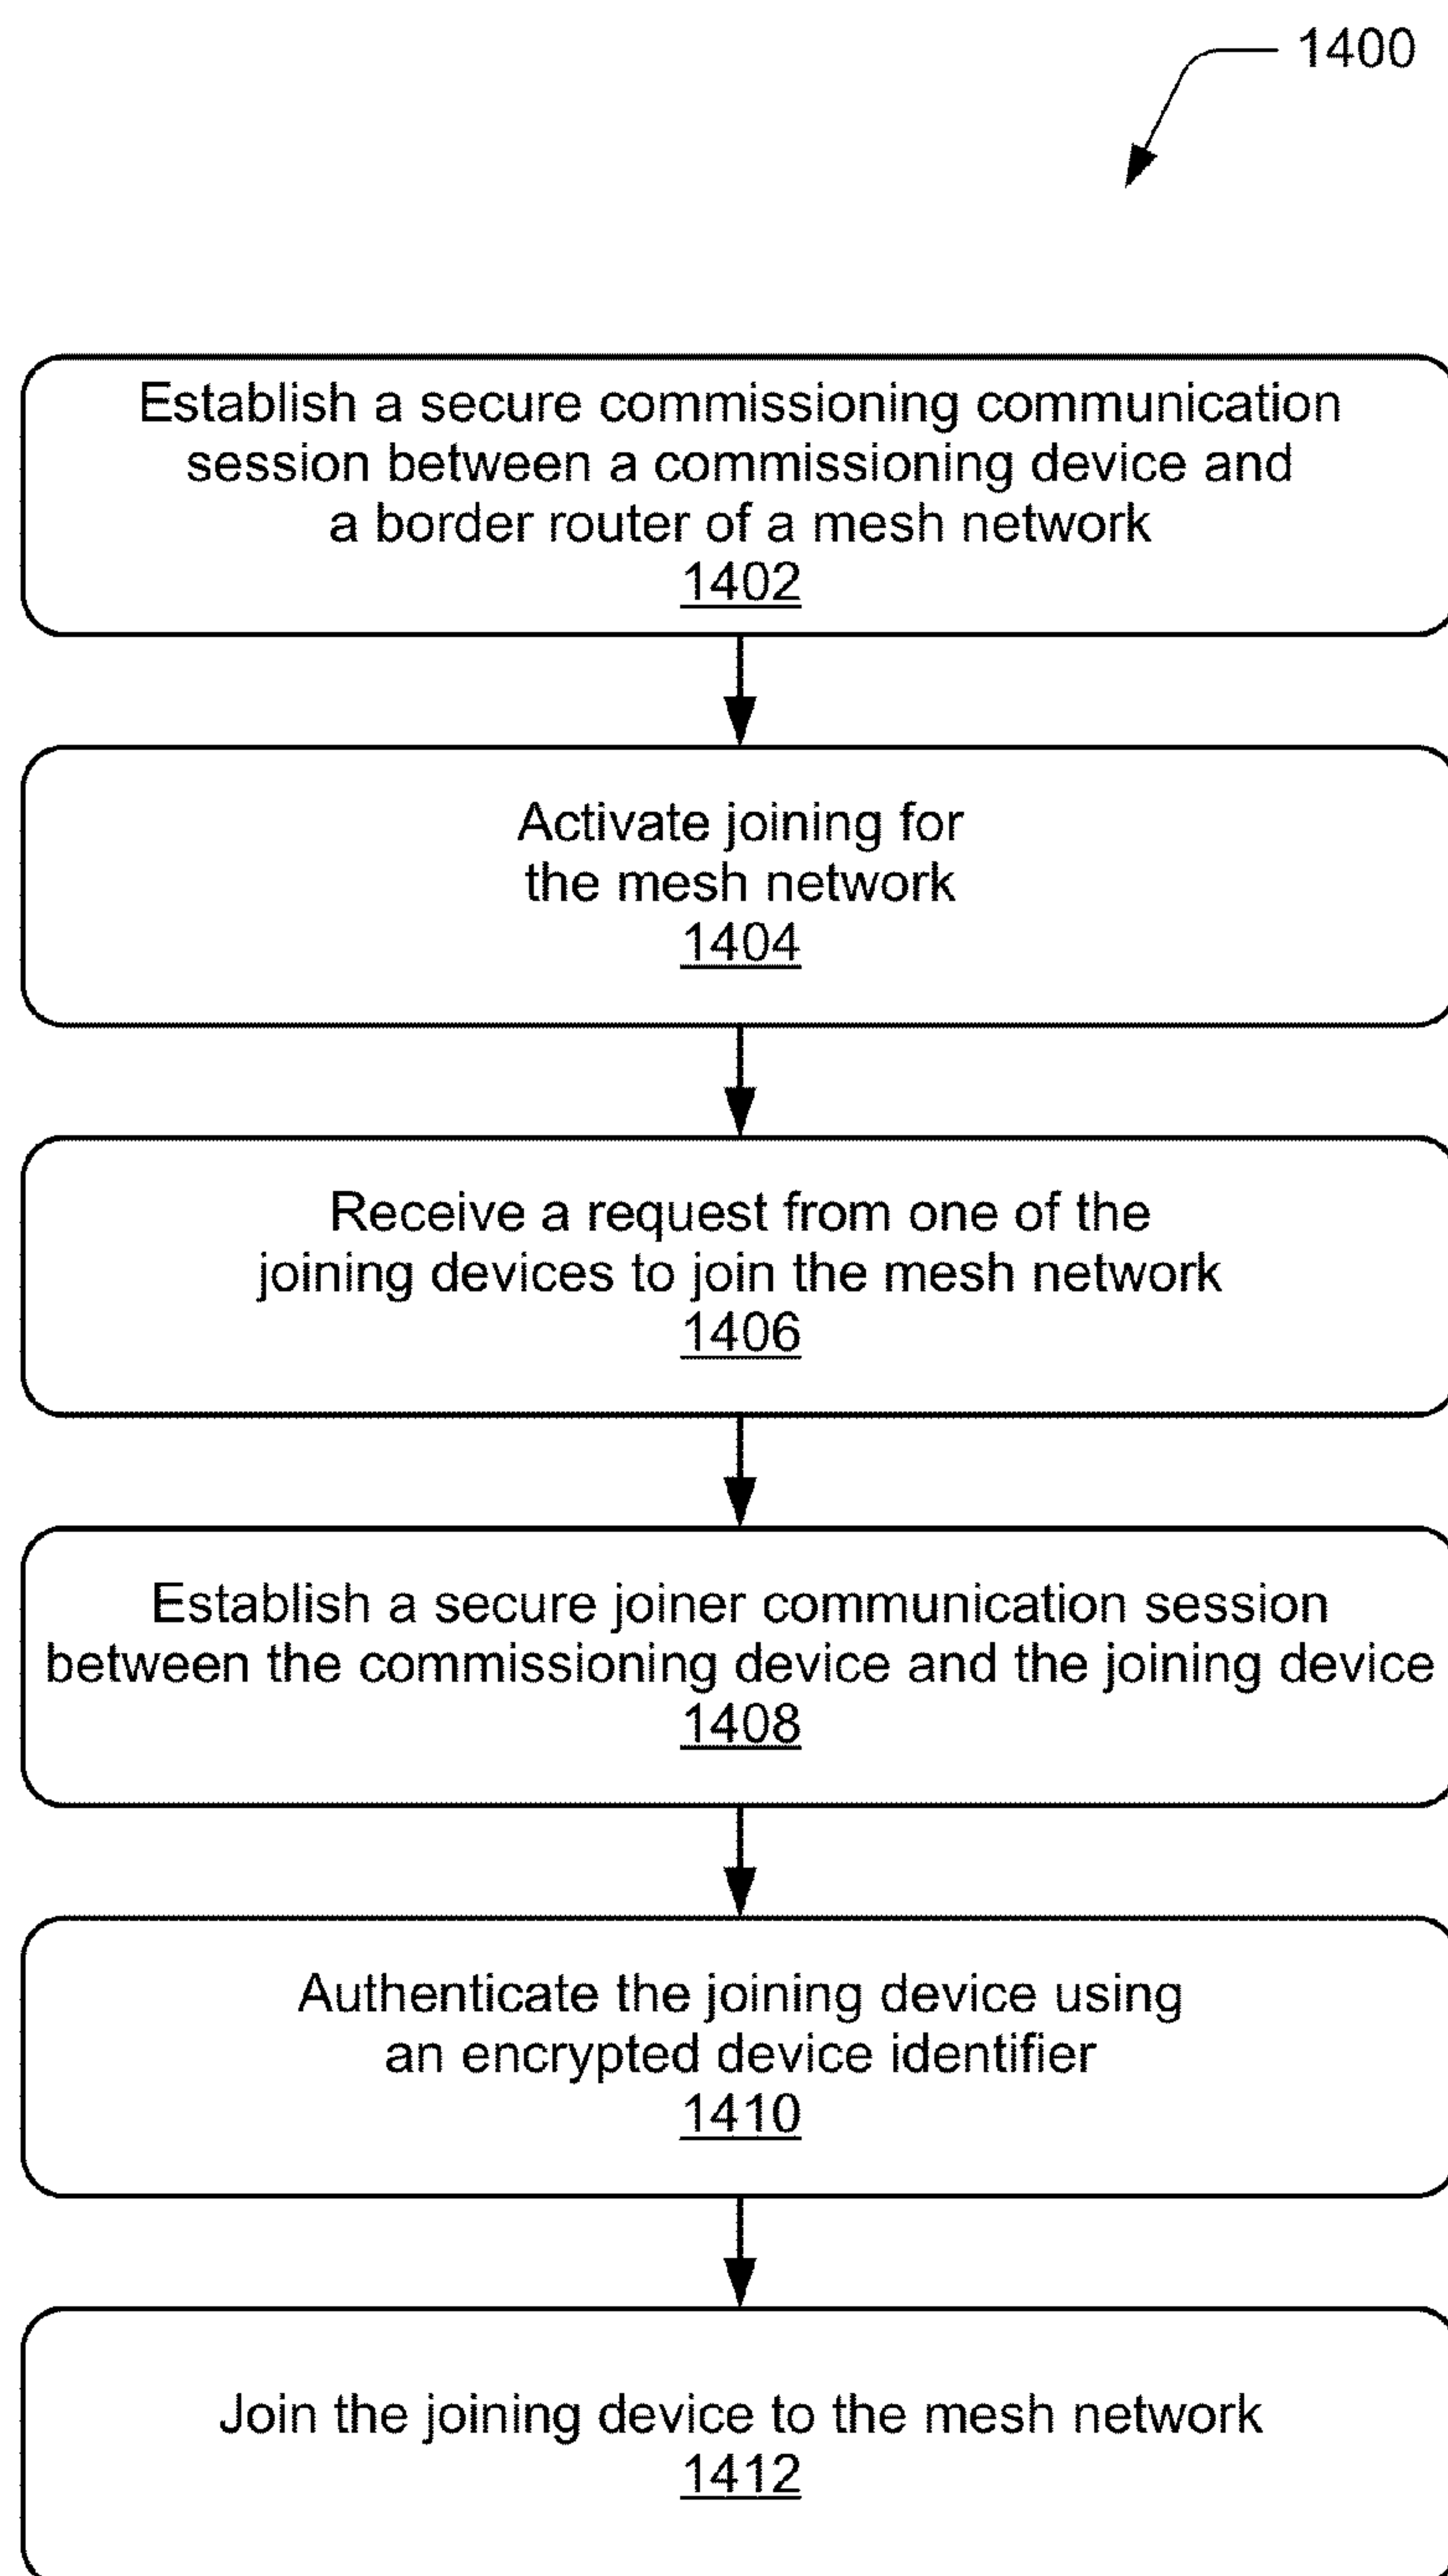 1400
Establish a secure commissioning communication
session between a commissioning device and
a border router of a mesh network
1402
Activate joining for
the mesh network
1404
Receive a request from one of the
joining devices to join the mesh network
1406
Establish a secure joiner communication session
between the commissioning device and the joining device
1408
Authenticate the joining device using
an encrypted device identifier
1410
Join the joining device to the mesh network
1412